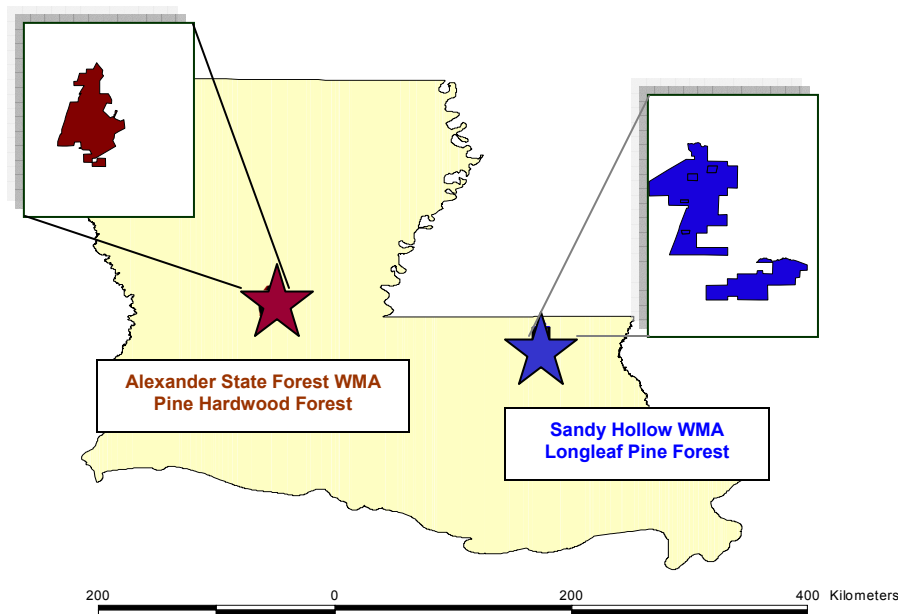 Alexander State Forest WMA
Pine Hardwood Forest
Sandy Hollow WMA
Longleaf Pine Forest
200 0 200 400 Kilometers